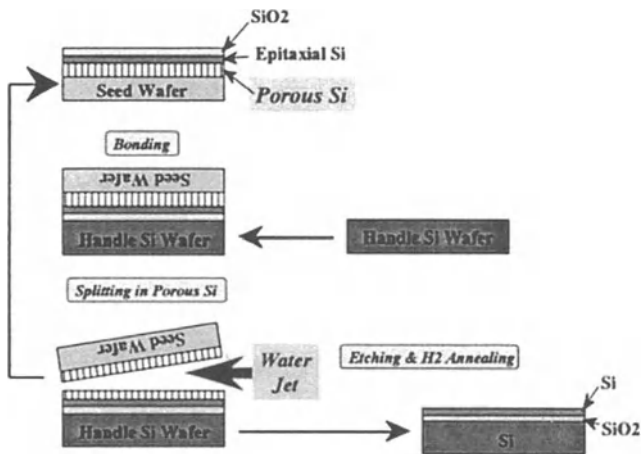 SiO2
Epitaxial Si
Seed Wafer
Porous Si
Bonding
Seed Wafer
Handle Si Wafer
Handle Si Wafer
Splitting in Porous Si
Seed Wafer
Water
Jet
Etching & H2 Annealing
Handle Si Wafer
Si
SiO2
Si